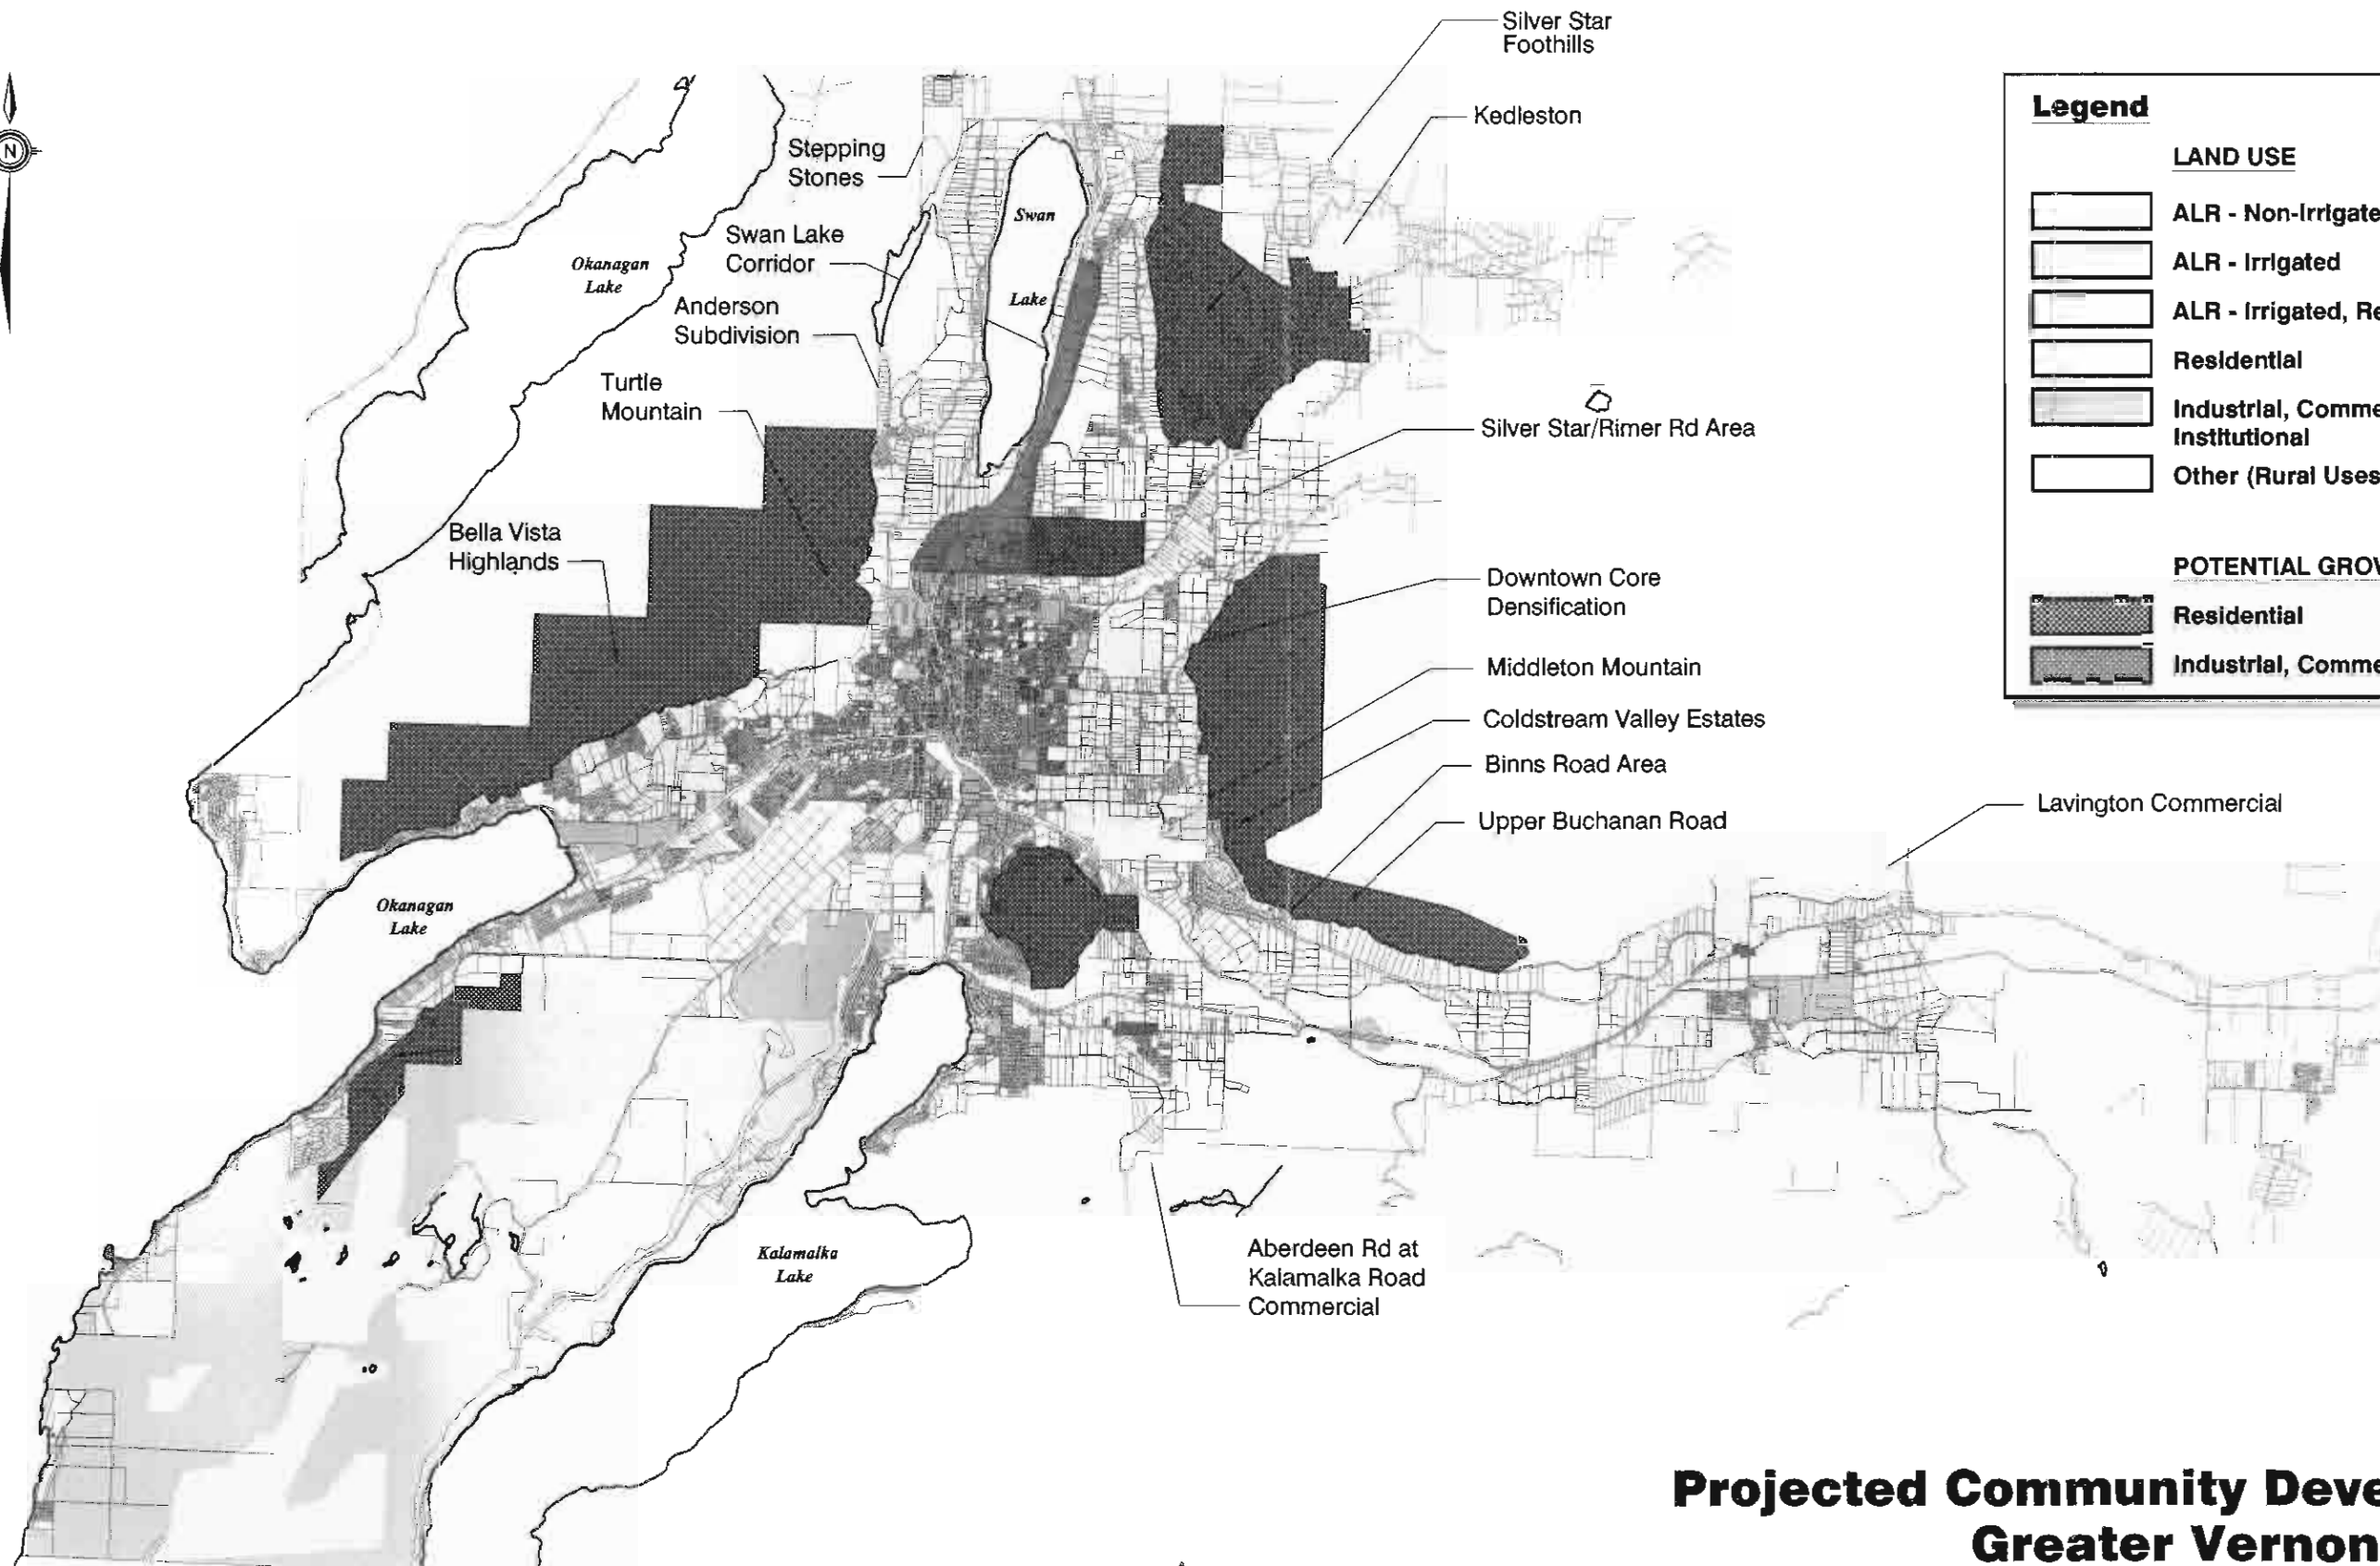 Silver Star
Foothills
Kedleston
Stepping
Stones
Swan Lake
Corridor
Anderson
Subdivision
Turtle
Mountain
Bella Vista
Highlands
N
Okanagan
Lake
Swan
Lake
Silver Star/Rimer Rd Area
Downtown Core
Densification
Middleton Mountain
Coldstream Valley Estates
Binns Road Area
Upper Buchanan Road
Lavington Commercial
Okanagan
Lake
Kalamalka
Lake
Aberdeen Rd at
Kalamalka Road
Commercial
Legend
LAND USE
ALR - Non-Irrigate
ALR - Irrigated
ALR - Irrigated, Re
Residential
Industrial, Comme
Institutional
Other (Rural Uses
POTENTIAL GROV
Residential
Industrial, Comme
Projected Community Deve
Greater Vernon